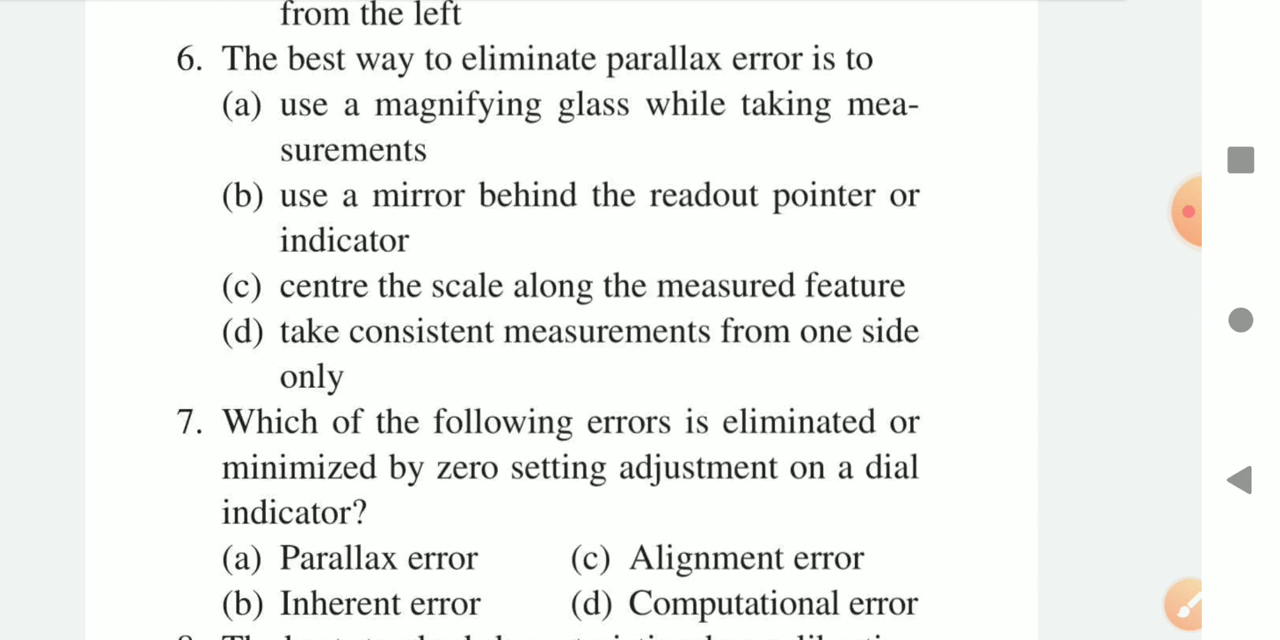 from the left
6. The best way to eliminate parallax error is to
(a) use a magnifying glass while taking mea-
surements
(b) use a mirror behind the readout pointer or
indicator
(c) centre the scale along the measured feature
(d) take consistent measurements from one side
only
7. Which of the following errors is eliminated or
minimized by zero setting adjustment on a dial
indicator?
(a) Parallax error (c) Alignment error
(b) Inherent error (d) Computational error